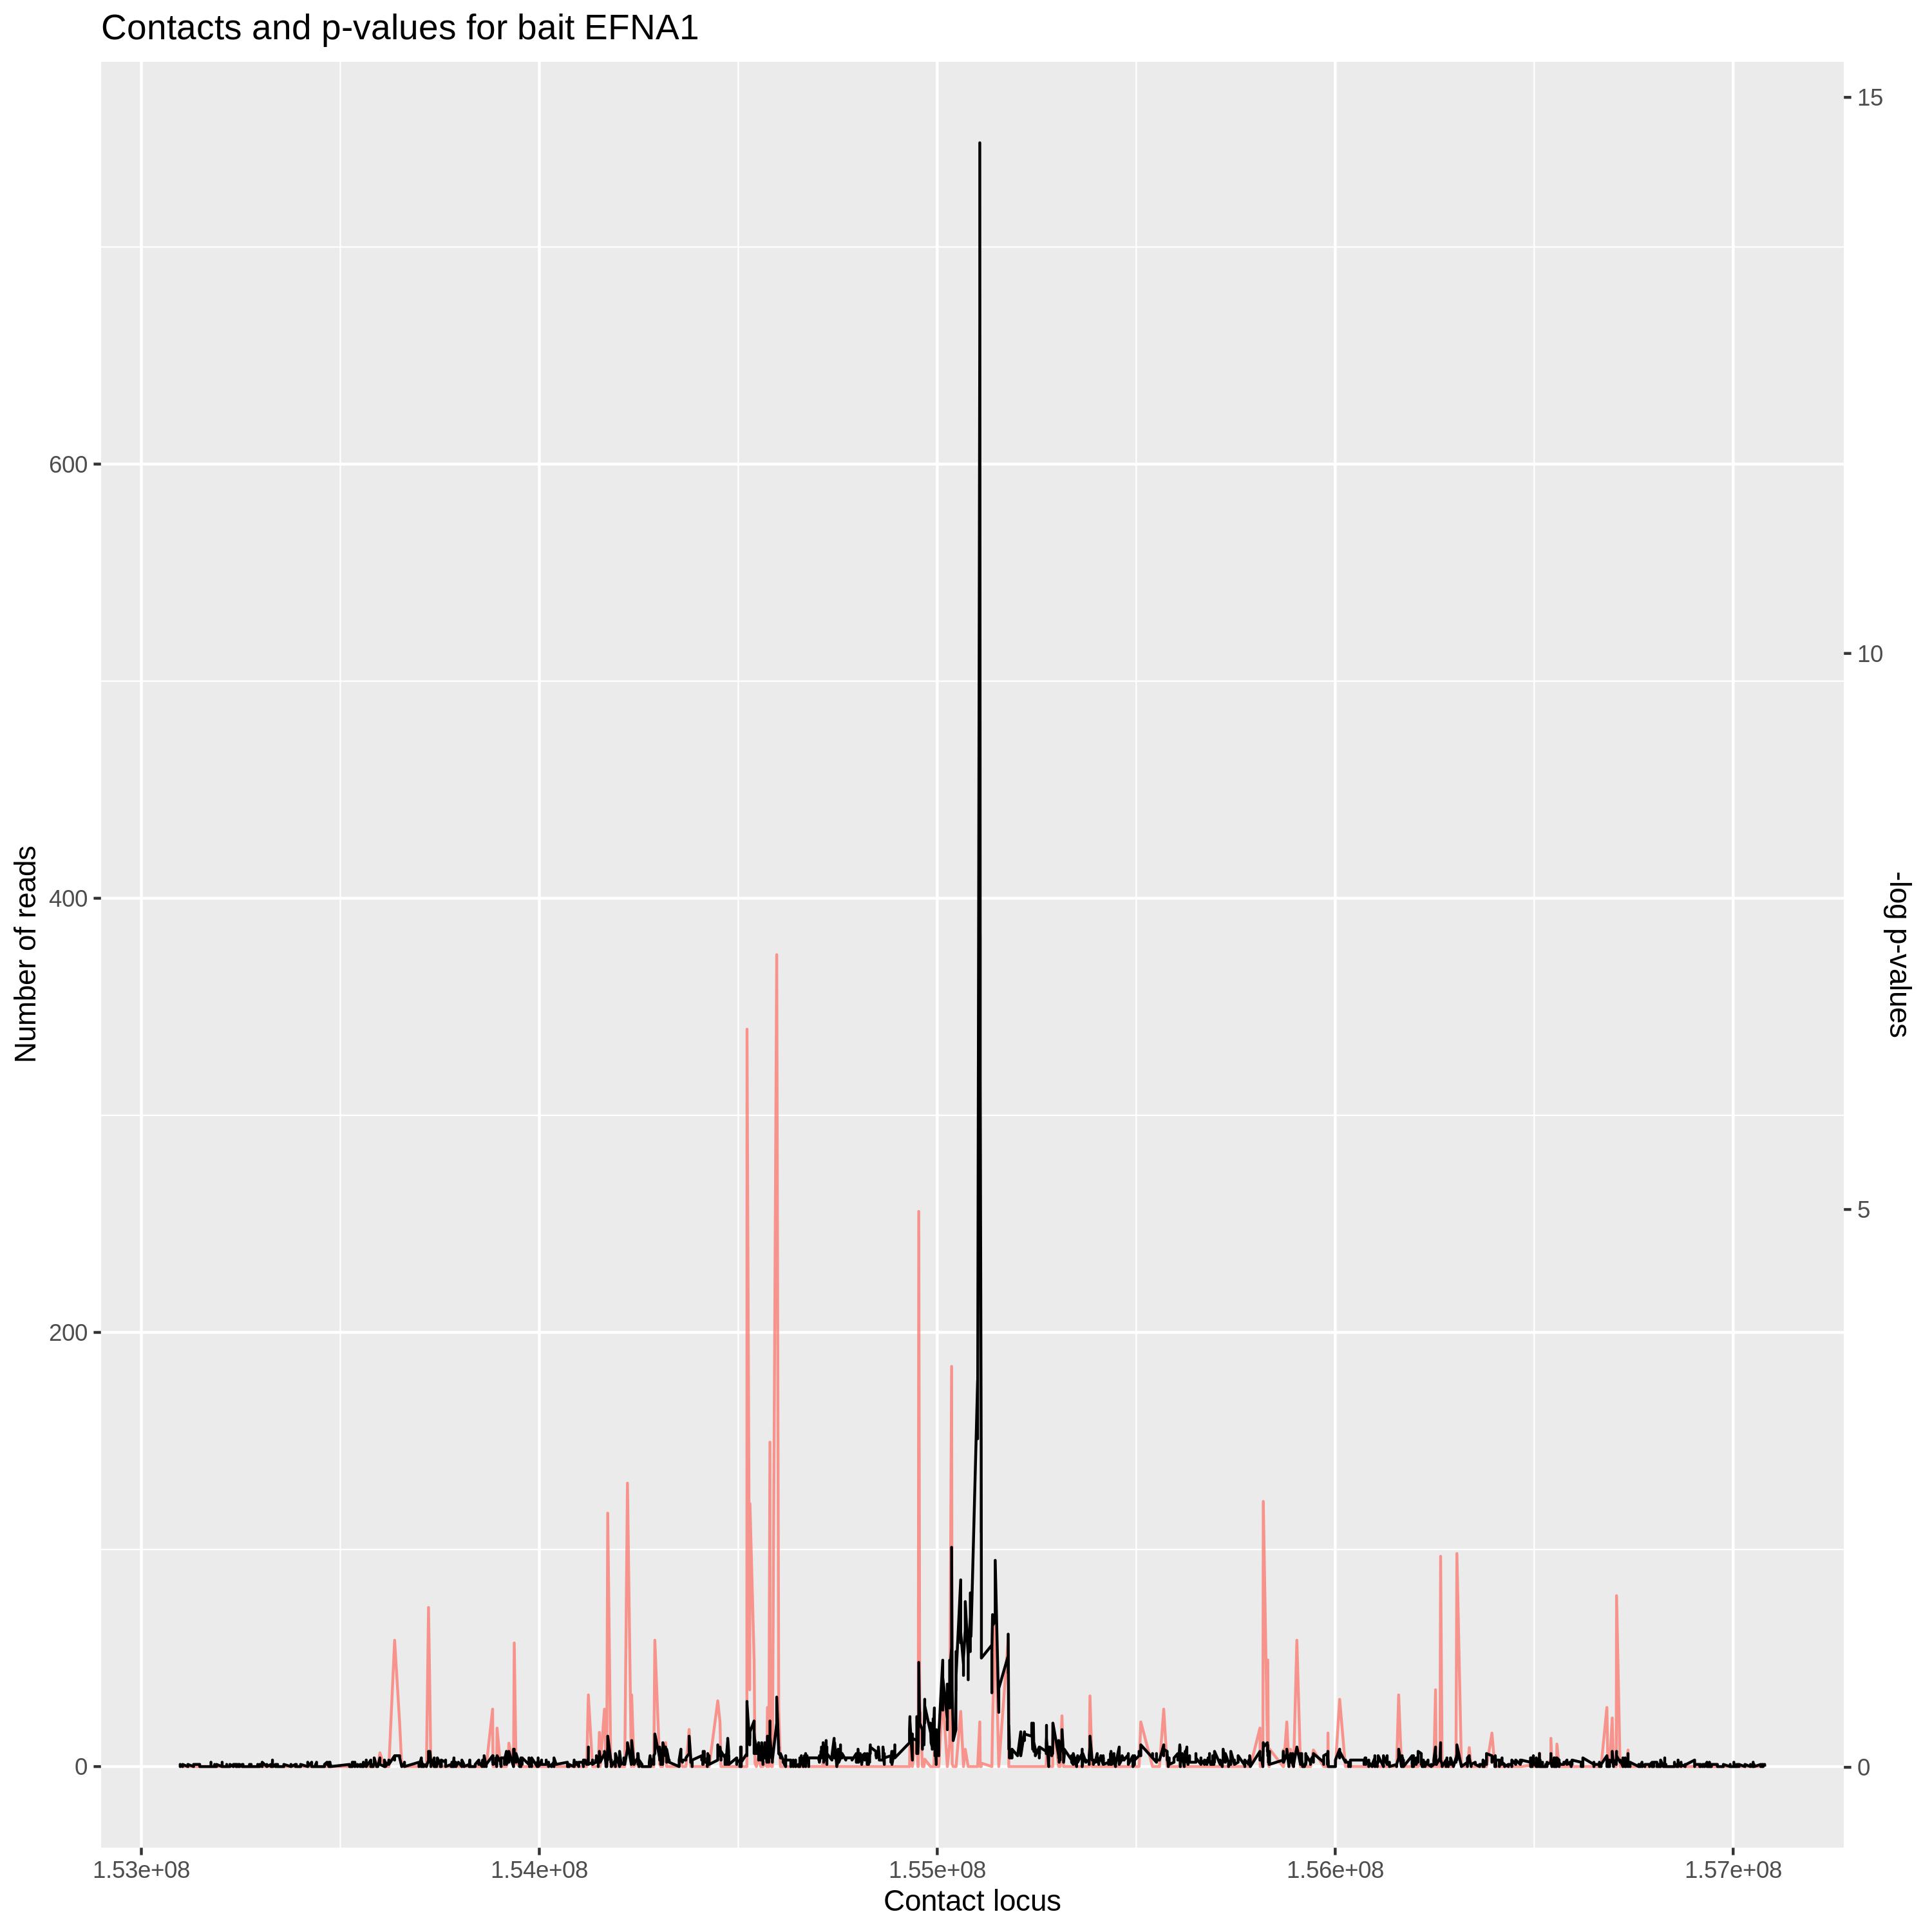 Contacts and p-values for bait EFNA1
15
600
10
400
Number of reads
-log p-values
5
200
0
0
1.53e+08 1.54e+08 1.55e+08 1.56e+08 1.57e+08
Contact locus